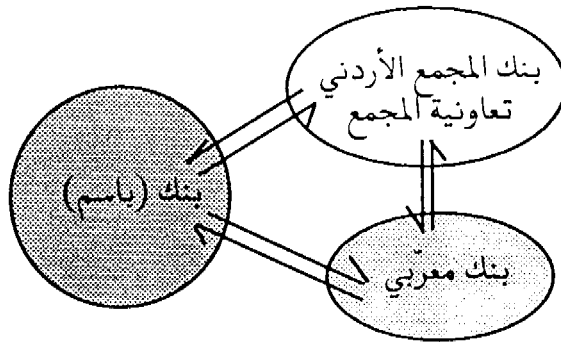 بنك المجمع الأردني
تعاونية المجمع
بنك (باسم)
بنك معرّبي